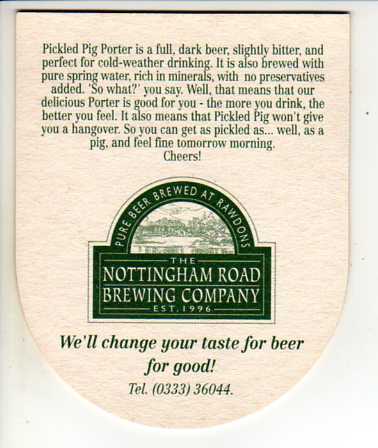 Pickled Pig Porter is a full, dark beer, slightly bitter, and
perfect for cold-weather drinking. It is also brewed with
pure spring water, rich in minerals, with no preservatives
added. 'So what?' you say. Well, that means that our
delicious Porter is good for you - the more you drink, the
better you feel. It also means that Pickled Pig won't give
you a hangover. So you can get as pickled as... well, as a
pig, and feel fine tomorrow morning.
Cheers!
PURE BEER BREWED AT RAWDONS
THE
NOTTINGHAM ROAD
BREWING COMPANY
EST. 1996
We'll change your taste for beer
for good!
Tel. (0333) 36044.